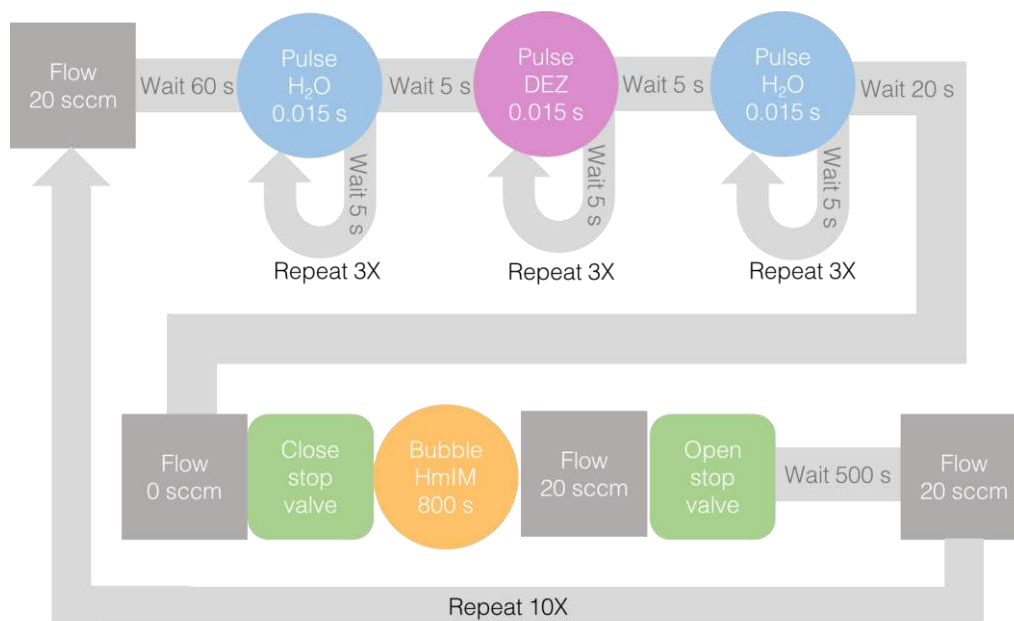 Flow
20 sccm
Wait 60 s
Pulse
H₂O
0.015 s
Wait 5 s
Pulse
DEZ
0.015 s
Wait 5 s
Pulse
H₂O
0.015 s
Wait 20 s
Wait 5 s
Wait 5 s
Wait 5 s
Repeat 3X
Repeat 3X
Repeat 3X
Flow
0 sccm
Close
stop
valve
Bubble
HmIM
800 s
Flow
20 sccm
Open
stop
valve
Wait 500 s
Flow
20 sccm
Repeat 10X